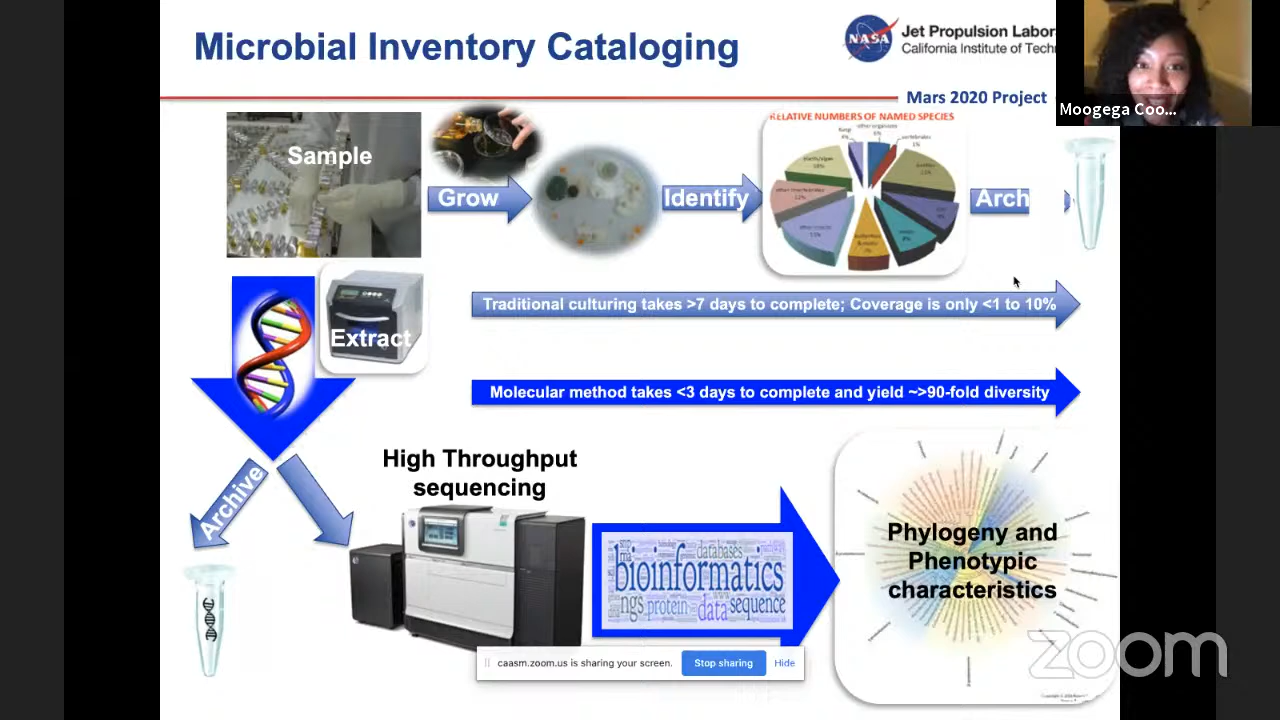 Microbial Inventory Cataloging
NASA
Jet Propulsion Labor
California Institute of Techn
Mars 2020 Project
Moogega Coo...
Sample
Grow
Identify
RELATIVE NUMBERS OF NAMED SPECIES
Arch
Extract
Traditional culturing takes >7 days to complete; Coverage is only <1 to 10%
Molecular method takes <3 days to complete and yield ~>90-fold diversity
Archive
High Throughput
sequencing
databases
bioinformatics
ngs protein data sequence
Phylogeny and
Phenotypic
characteristics
caasm.zoom.us is sharing your screen.
Stop sharing
Hide
zoom